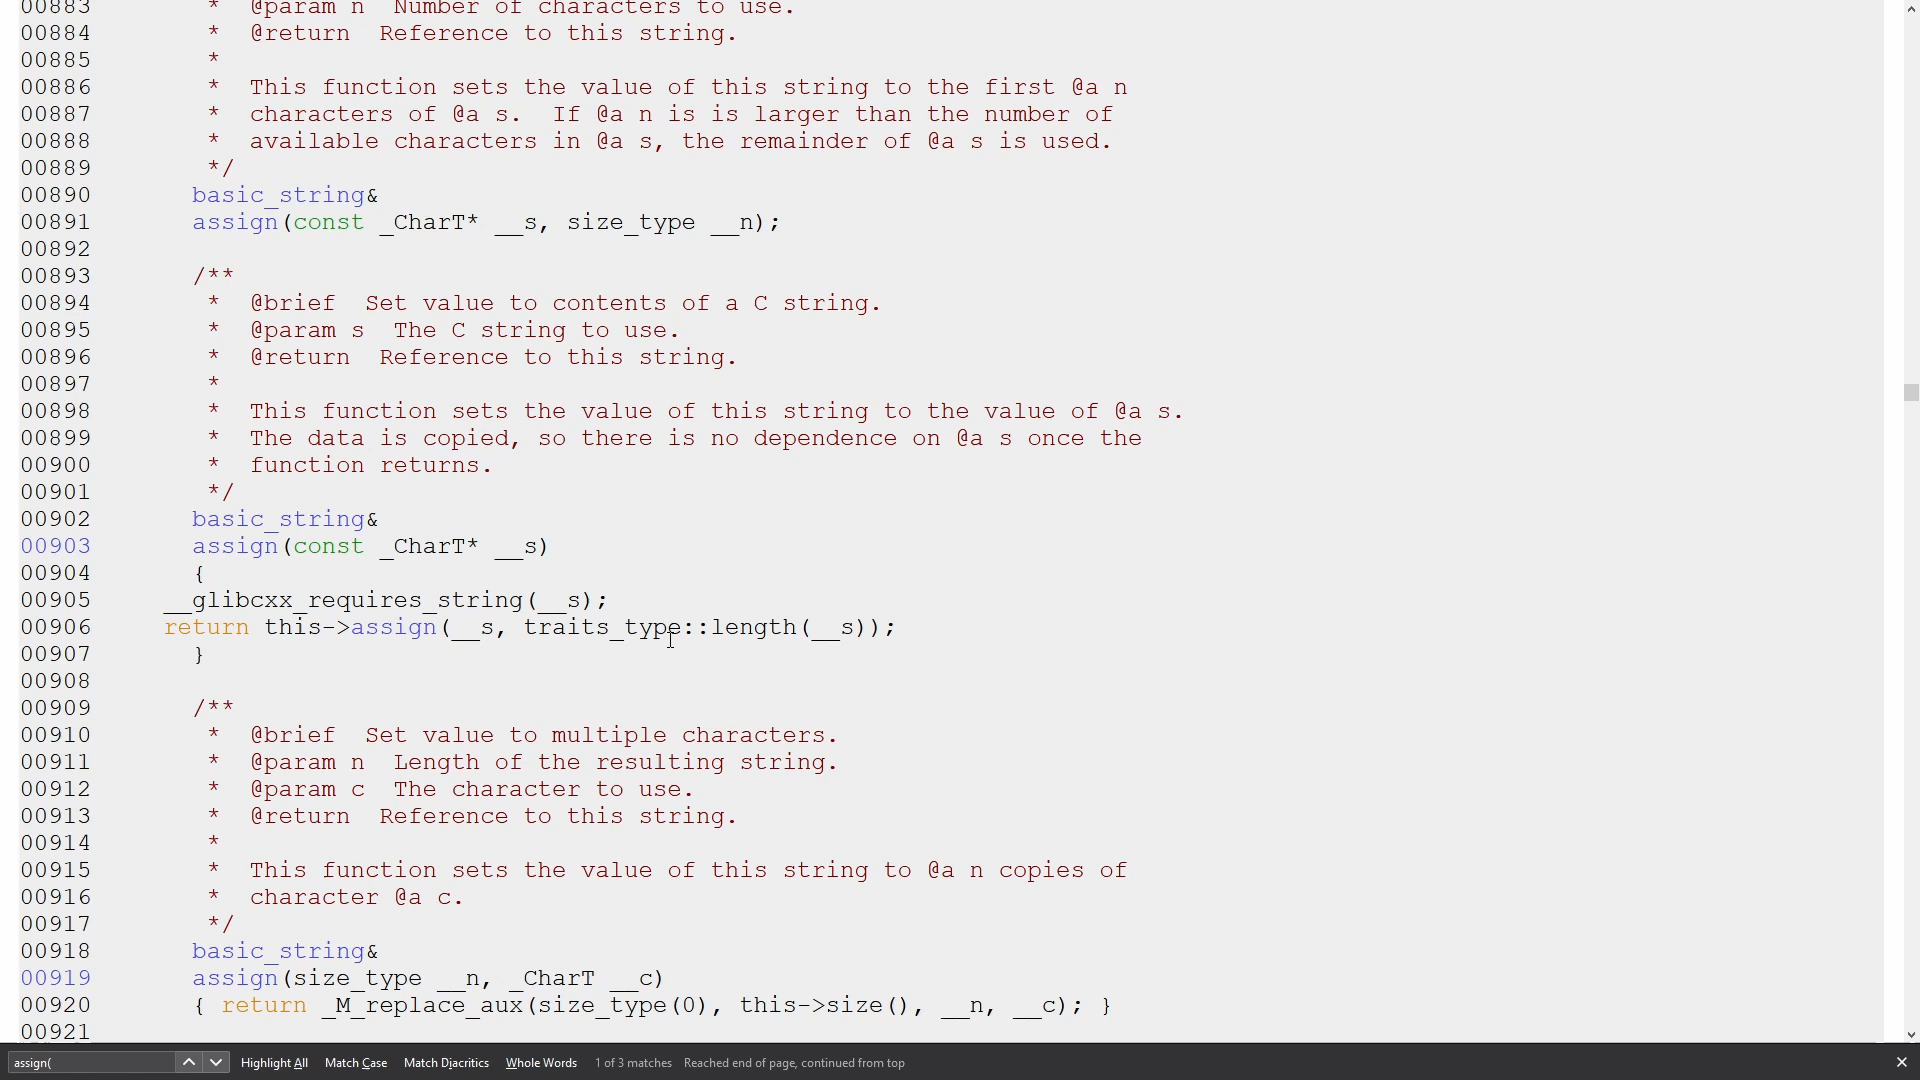 00883 * @param n Number of characters to use.
00884 * @return Reference to this string.
00885 *
00886 * This function sets the value of this string to the first @a n
00887 * characters of @a s. If @a n is is larger than the number of
00888 * available characters in @a s, the remainder of @a s is used.
00889 */
00890 basic_string&
00891 assign(const _CharT* __s, size_type __n);
00892
00893 /**
00894 * @brief Set value to contents of a C string.
00895 * @param s The C string to use.
00896 * @return Reference to this string.
00897 *
00898 * This function sets the value of this string to the value of @a s.
00899 * The data is copied, so there is no dependence on @a s once the
00900 * function returns.
00901 */
00902 basic_string&
00903 assign(const _CharT* __s)
00904 {
00905 __glibcxx_requires_string(__s);
00906 return this->assign(__s, traits_type::length(__s));
00907 }
00908
00909 /**
00910 * @brief Set value to multiple characters.
00911 * @param n Length of the resulting string.
00912 * @param c The character to use.
00913 * @return Reference to this string.
00914 *
00915 * This function sets the value of this string to @a n copies of
00916 * character @a c.
00917 */
00918 basic_string&
00919 assign(size_type __n, _CharT __c)
00920 { return _M_replace_aux(size_type(0), this->size(), __n, __c); }
00921
assign( Highlight All Match Case Match Diacritics Whole Words 1 of 3 matches Reached end of page, continued from top